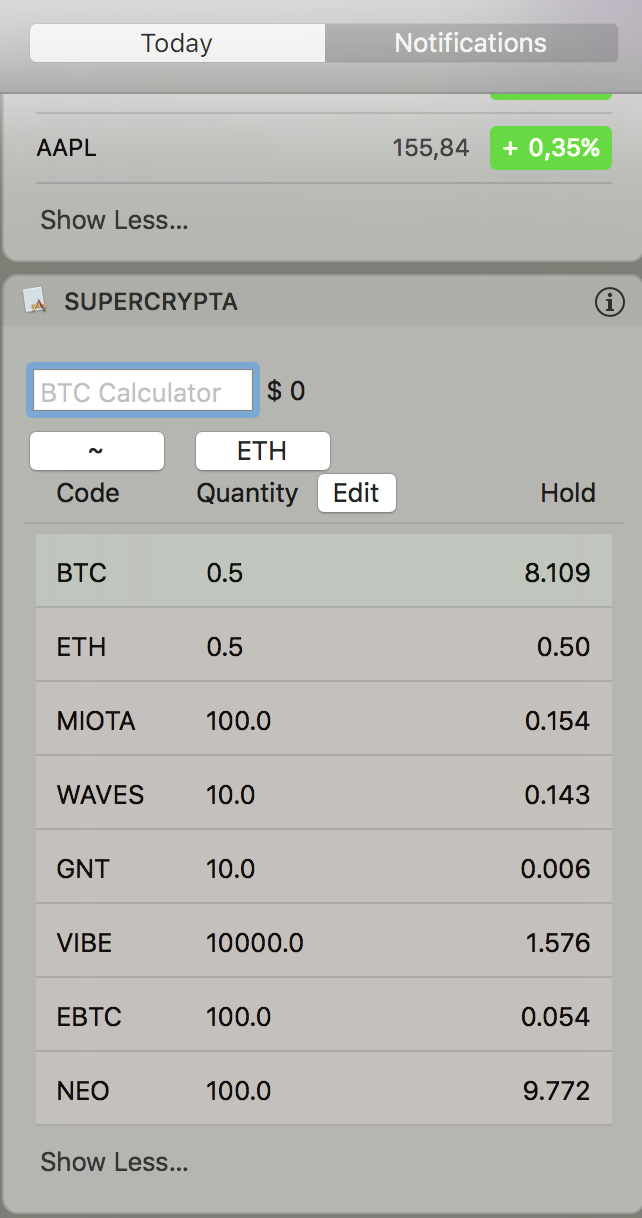 Today Notifications
AAPL 155,84 + 0,35%
Show Less...
SUPERCRYPTA
BTC Calculator $ 0
~ ETH
Code Quantity Edit Hold
BTC 0.5 8.109
ETH 0.5 0.50
MIOTA 100.0 0.154
WAVES 10.0 0.143
GNT 10.0 0.006
VIBE 10000.0 1.576
EBTC 100.0 0.054
NEO 100.0 9.772
Show Less...